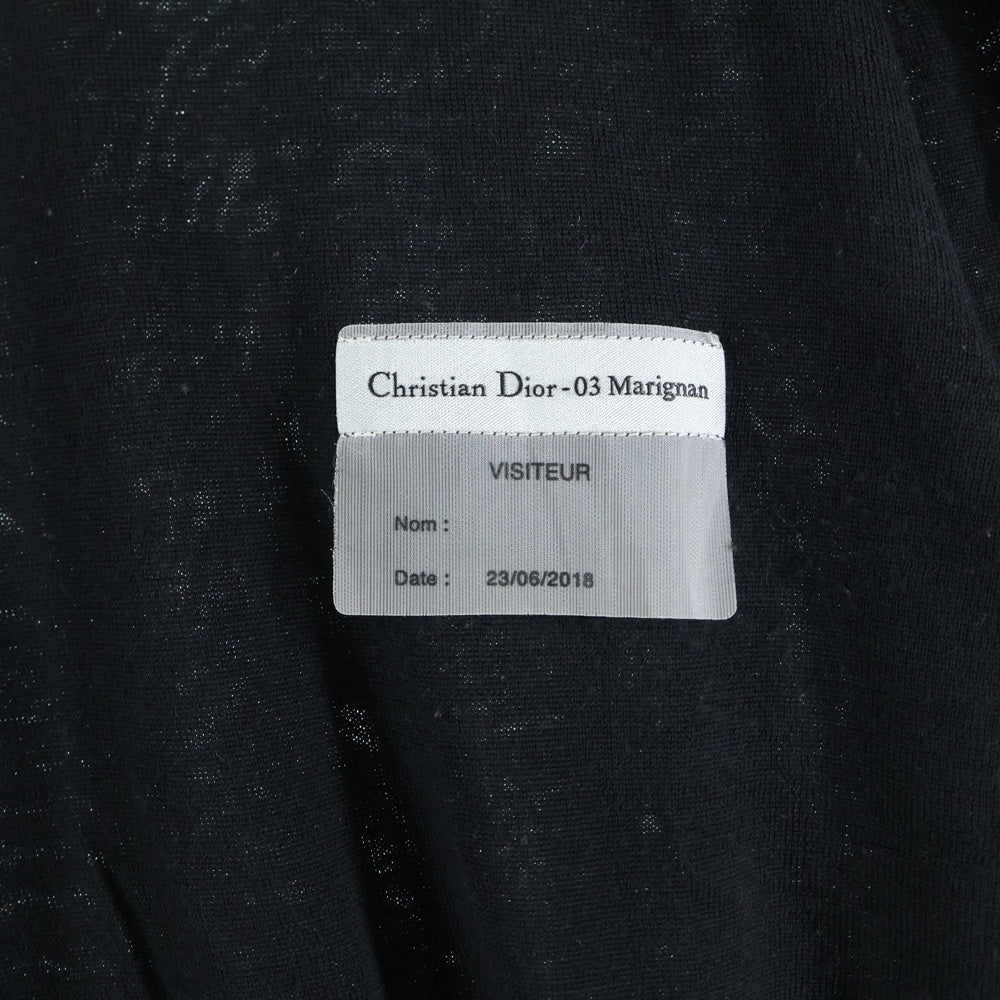 Christian Dior - 03 Marignan
VISITEUR
Nom :
Date : 23/06/2018